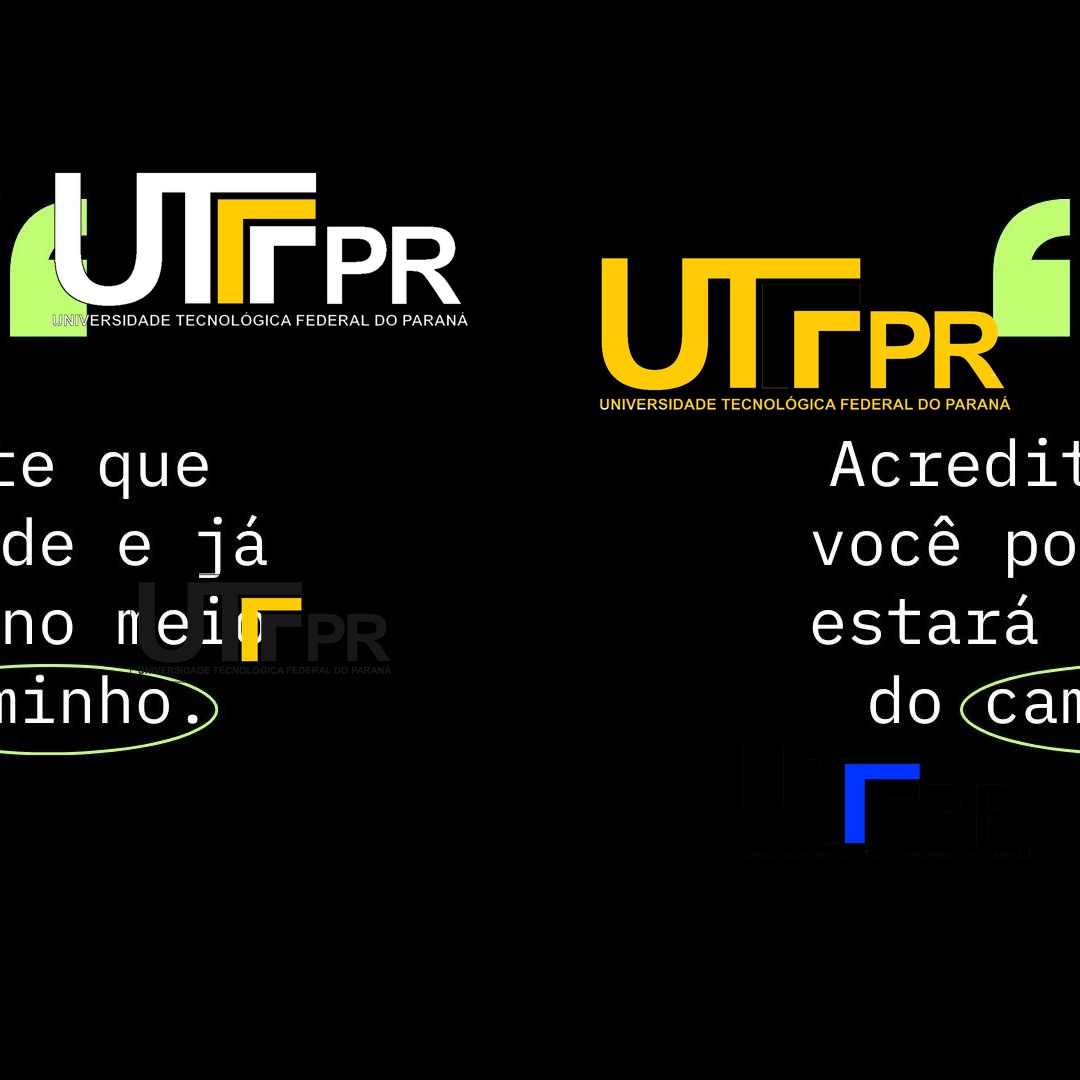 UTFPR
UNIVERSIDADE TECNOLÓGICA FEDERAL DO PARANÁ
te que
de e já
no meio
minho.
UTFPR
UNIVERSIDADE TECNOLÓGICA FEDERAL DO PARANÁ
UTFPR
UNIVERSIDADE TECNOLÓGICA FEDERAL DO PARANÁ
Acredit
você po
estará
do cam
UTFPR